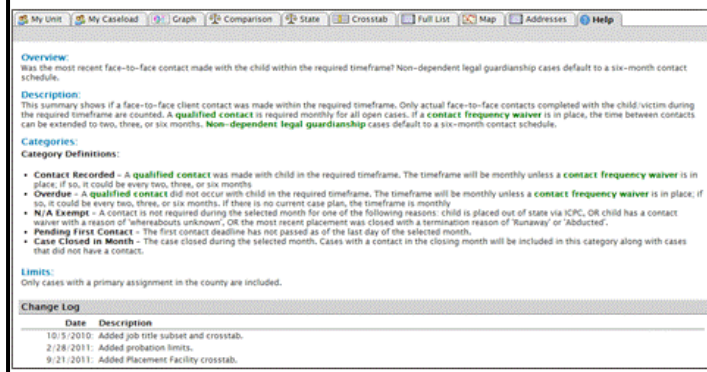 My Unit My Caseload Graph Comparison State Crosstab Full List Map Addresses Help
Overview:
Was the most recent face-to-face contact made with the child within the required timeframe? Non-dependent legal guardianship cases default to a six-month contact
schedule.
Description:
This summary shows if a face-to-face client contact was made within the required timeframe. Only actual face-to-face contacts completed with the child/victim during
the required timeframe are counted. A qualified contact is required monthly for all open cases. If a contact frequency waiver is in place, the time between contacts
can be extended to two, three, or six months. Non-dependent legal guardianship cases default to a six-month contact schedule.
Categories:
Category Definitions:
• Contact Recorded – A qualified contact was made with child in the required timeframe. The timeframe will be monthly unless a contact frequency waiver is in
place; if so, it could be every two, three, or six months
• Overdue – A qualified contact did not occur with child in the required timeframe. The timeframe will be monthly unless a contact frequency waiver is in place; if
so, it could be every two, three, or six months. If there is no current case plan, the timeframe is monthly
• N/A Exempt – A contact is not required during the selected month for one of the following reasons: child is placed out of state via ICPC, OR child has a contact
waiver with a reason of 'whereabouts unknown', OR the most recent placement was closed with a termination reason of 'Runaway' or 'Abducted'.
• Pending First Contact – The first contact deadline has not passed as of the last day of the selected month.
• Case Closed in Month – The case closed during the selected month. Cases with a contact in the closing month will be included in this category along with cases
that did not have a contact.
Limits:
Only cases with a primary assignment in the county are included.
Change Log
Date Description
10/5/2010: Added job title subset and crosstab.
2/28/2011: Added probation limits.
9/21/2011: Added Placement Facility crosstab.